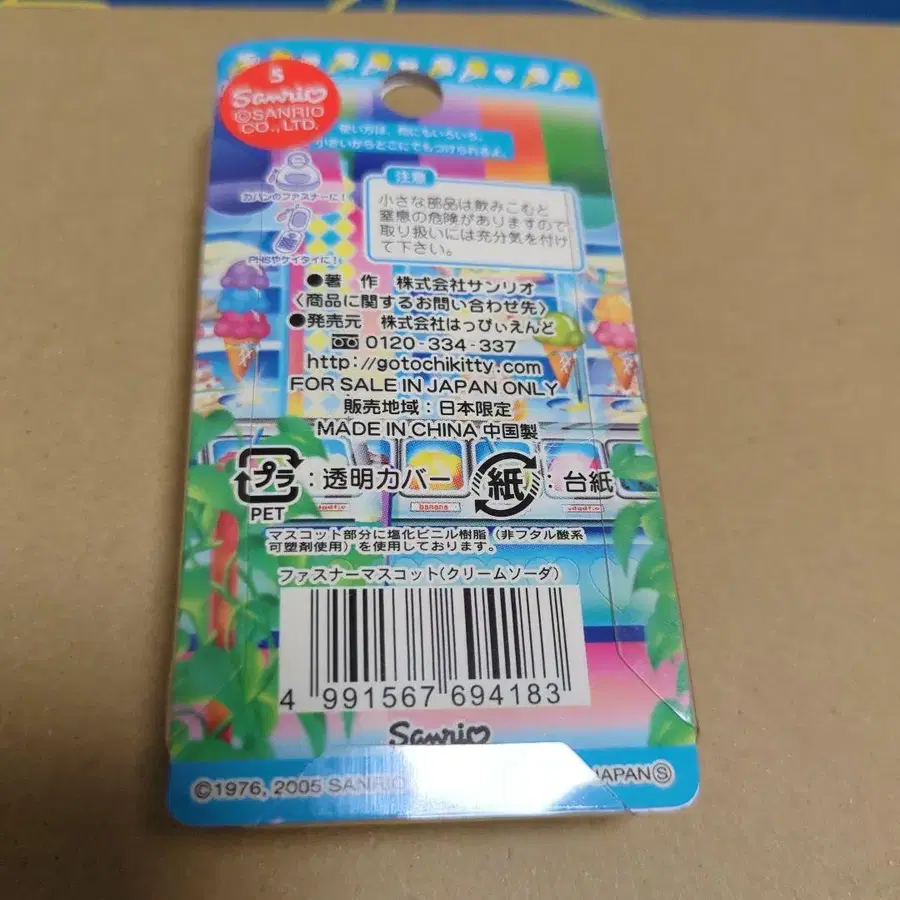 5
Sanrio
©SANRIO
CO., LTD.
使い方は、他にもいろいろ。
小さいからどこにでもつけられるよ。
カバンのファスナーに!
PHSやケイタイに!
注意
小さな部品は飲みこむと
窒息の危険がありますので
取り扱いには充分気を付け
て下さい。
●著 作 株式会社サンリオ
〈商品に関するお問い合わせ先〉
●発売元 株式会社はっぴぃえんど
0120-334-337
http://gotochikitty.com
FOR SALE IN JAPAN ONLY
販売地域:日本限定
MADE IN CHINA 中国製
プラ:透明カバー 紙:台紙
PET
banana
マスコット部分に塩化ビニル樹脂(非フタル酸系
可塑剤使用)を使用しております。
ファスナーマスコット(クリームソーダ)
4 991567 694183
Sanrio
©1976, 2005 SANRIO JAPANⓈ